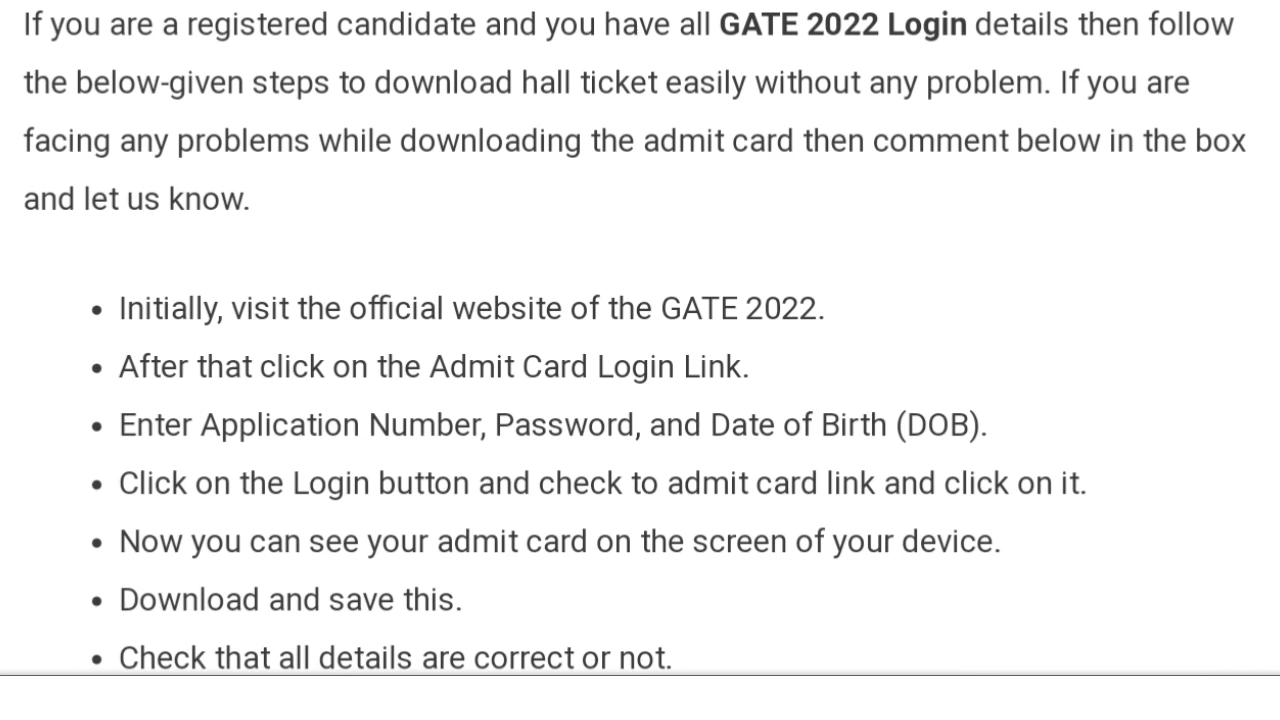 If you are a registered candidate and you have all GATE 2022 Login details then follow
the below-given steps to download hall ticket easily without any problem. If you are
facing any problems while downloading the admit card then comment below in the box
and let us know.
• Initially, visit the official website of the GATE 2022.
• After that click on the Admit Card Login Link.
• Enter Application Number, Password, and Date of Birth (DOB).
• Click on the Login button and check to admit card link and click on it.
• Now you can see your admit card on the screen of your device.
• Download and save this.
• Check that all details are correct or not.